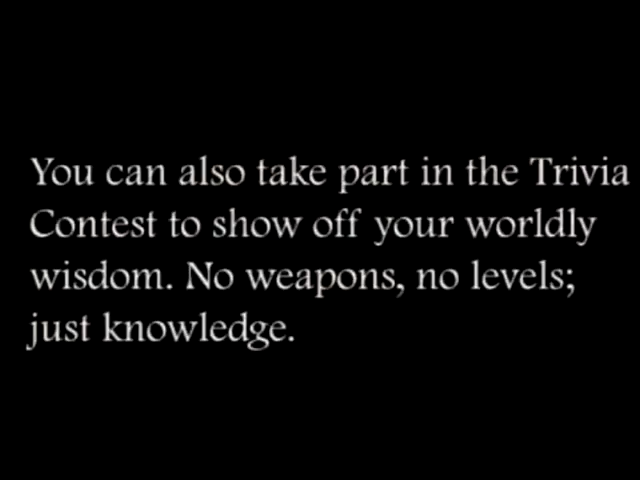 You can also take part in the Trivia
Contest to show off your worldly
wisdom. No weapons, no levels;
just knowledge.